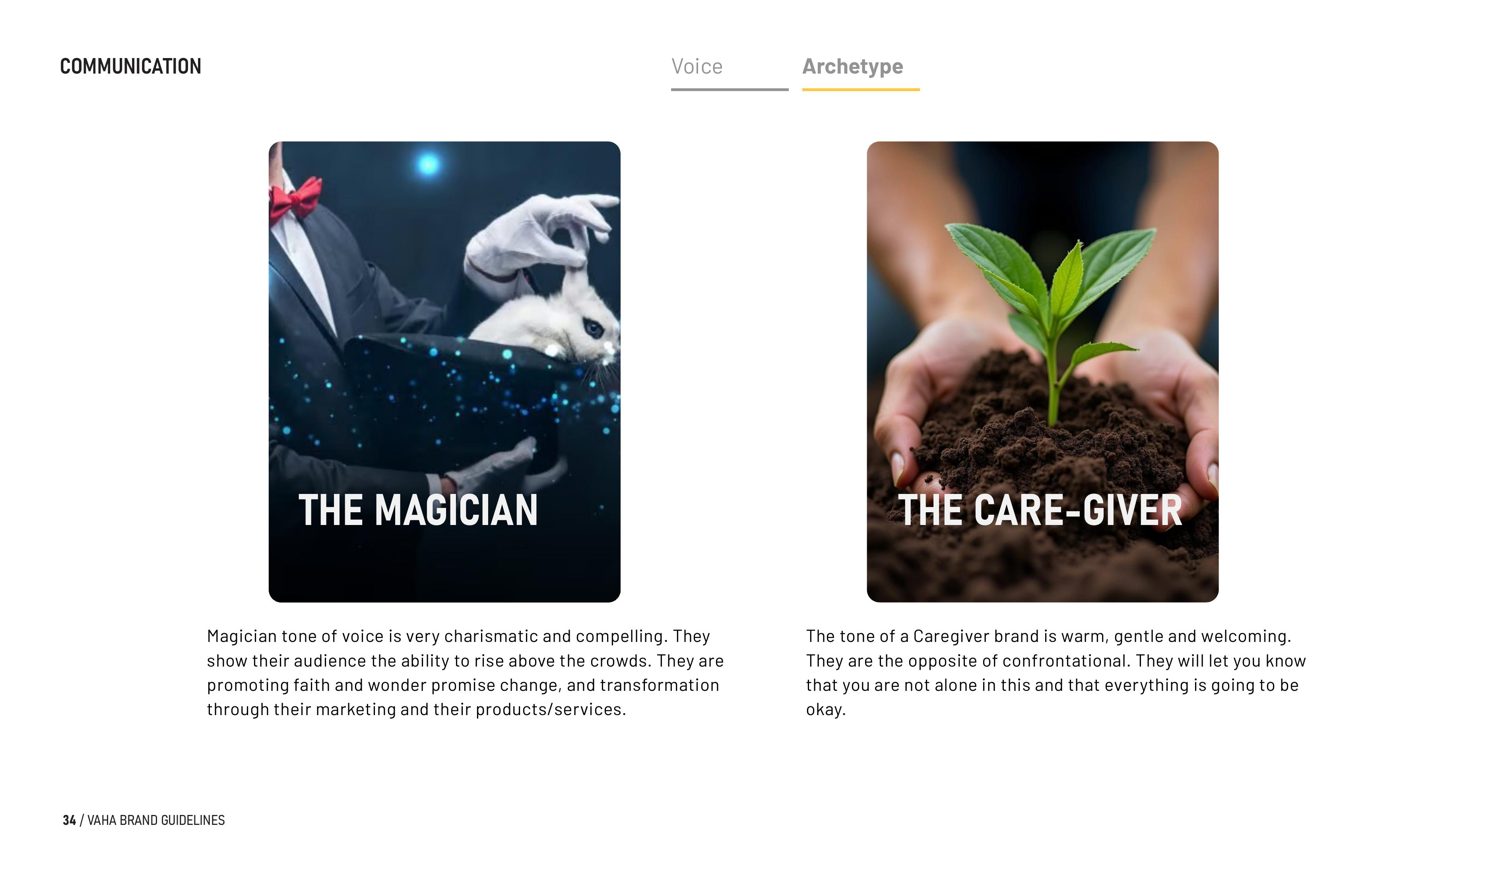 COMMUNICATION
Voice
Archetype
THE MAGICIAN
THE CARE-GIVER
Magician tone of voice is very charismatic and compelling. They
show their audience the ability to rise above the crowds. They are
promoting faith and wonder promise change, and transformation
through their marketing and their products/services.
The tone of a Caregiver brand is warm, gentle and welcoming.
They are the opposite of confrontational. They will let you know
that you are not alone in this and that everything is going to be
okay.
34 / VAHA BRAND GUIDELINES